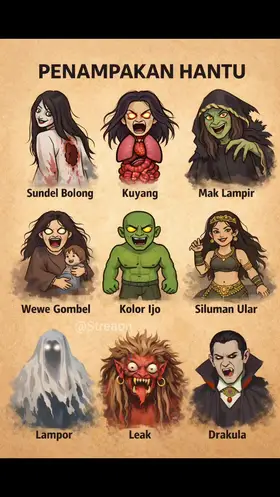 PENAMPAKAN HANTU
Sundel Bolong
Kuyang
Mak Lampir
Wewe Gombel
Kolor Ijo
Siluman Ular
Lampor
Leak
Drakula